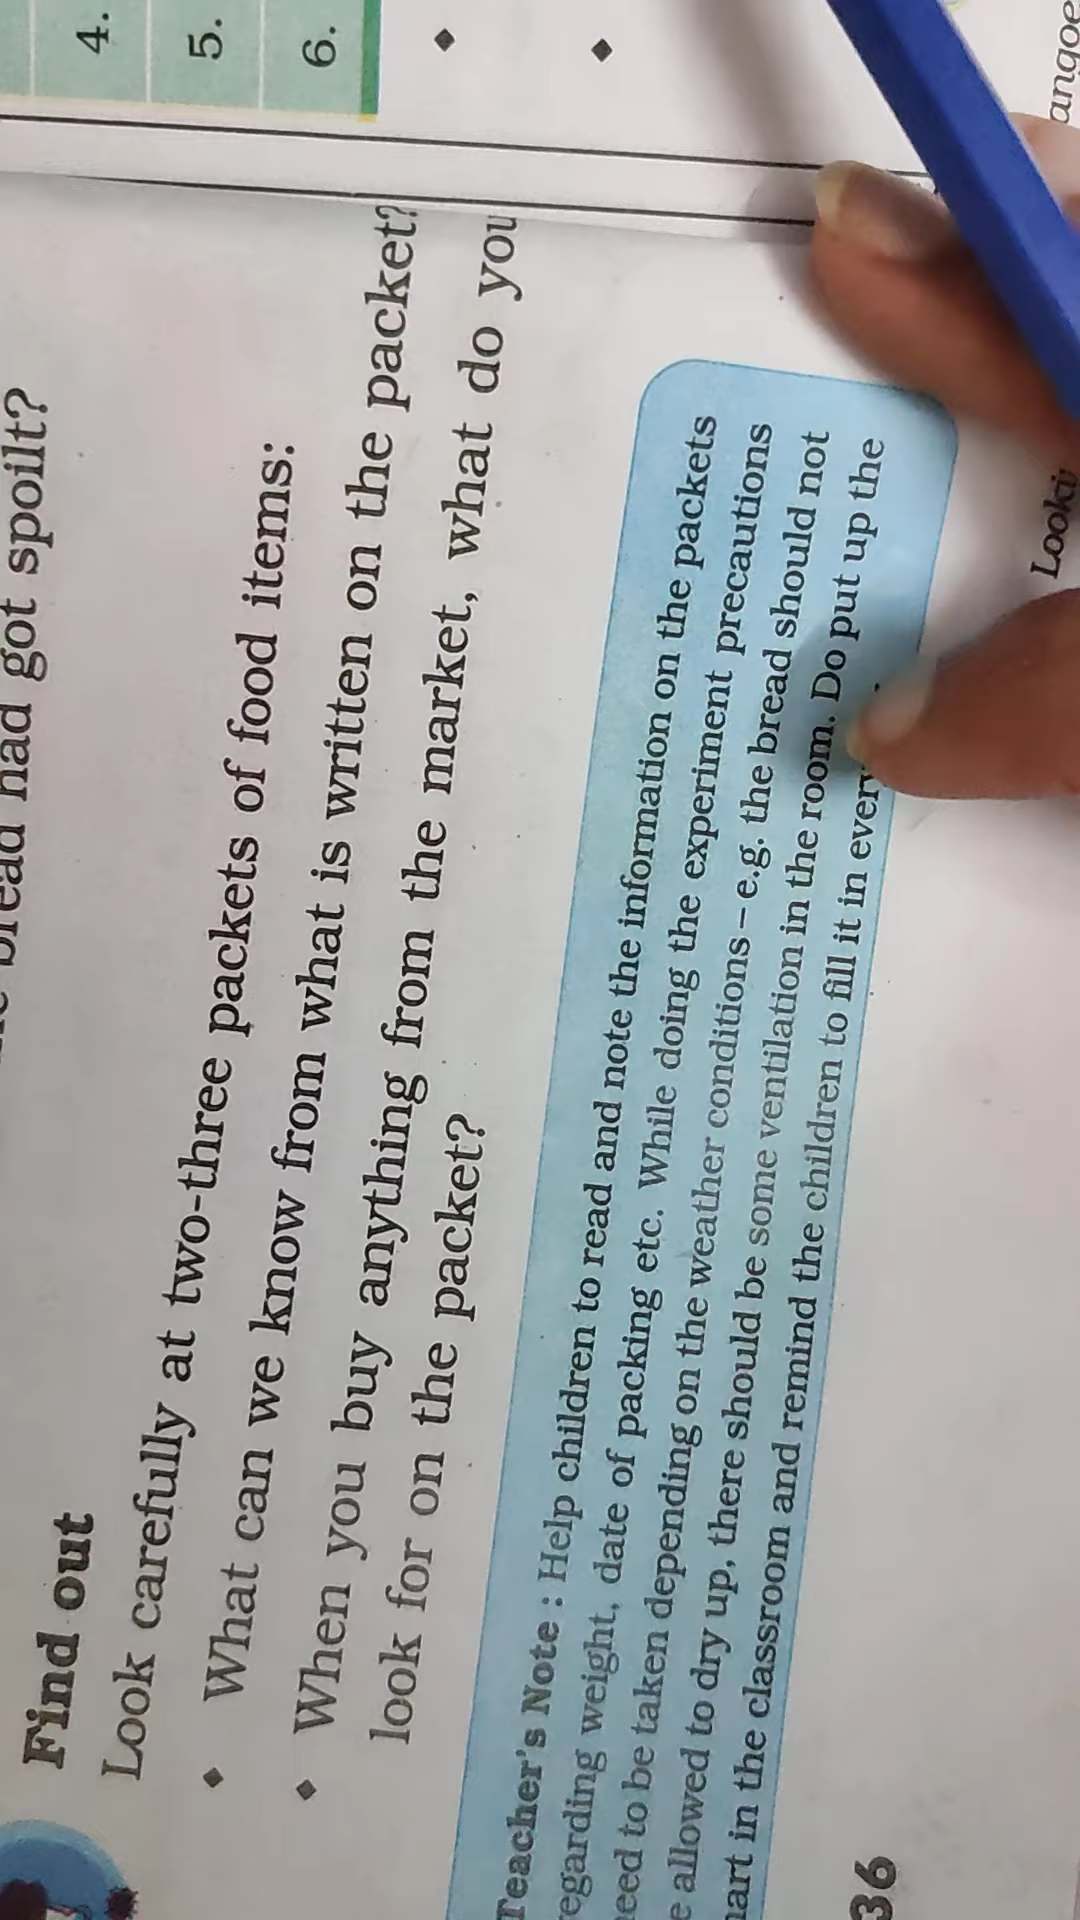 bread had got spoilt?
Find out
Look carefully at two-three packets of food items:
◆ What can we know from what is written on the packet?
◆ When you buy anything from the market, what do you
look for on the packet?
Teacher's Note : Help children to read and note the information on the packets
regarding weight, date of packing etc. While doing the experiment precautions
need to be taken depending on the weather conditions – e.g. the bread should not
e allowed to dry up, there should be some ventilation in the room. Do put up the
hart in the classroom and remind the children to fill it in every
36
4.
5.
6.
◆
◆
Looki
angoe